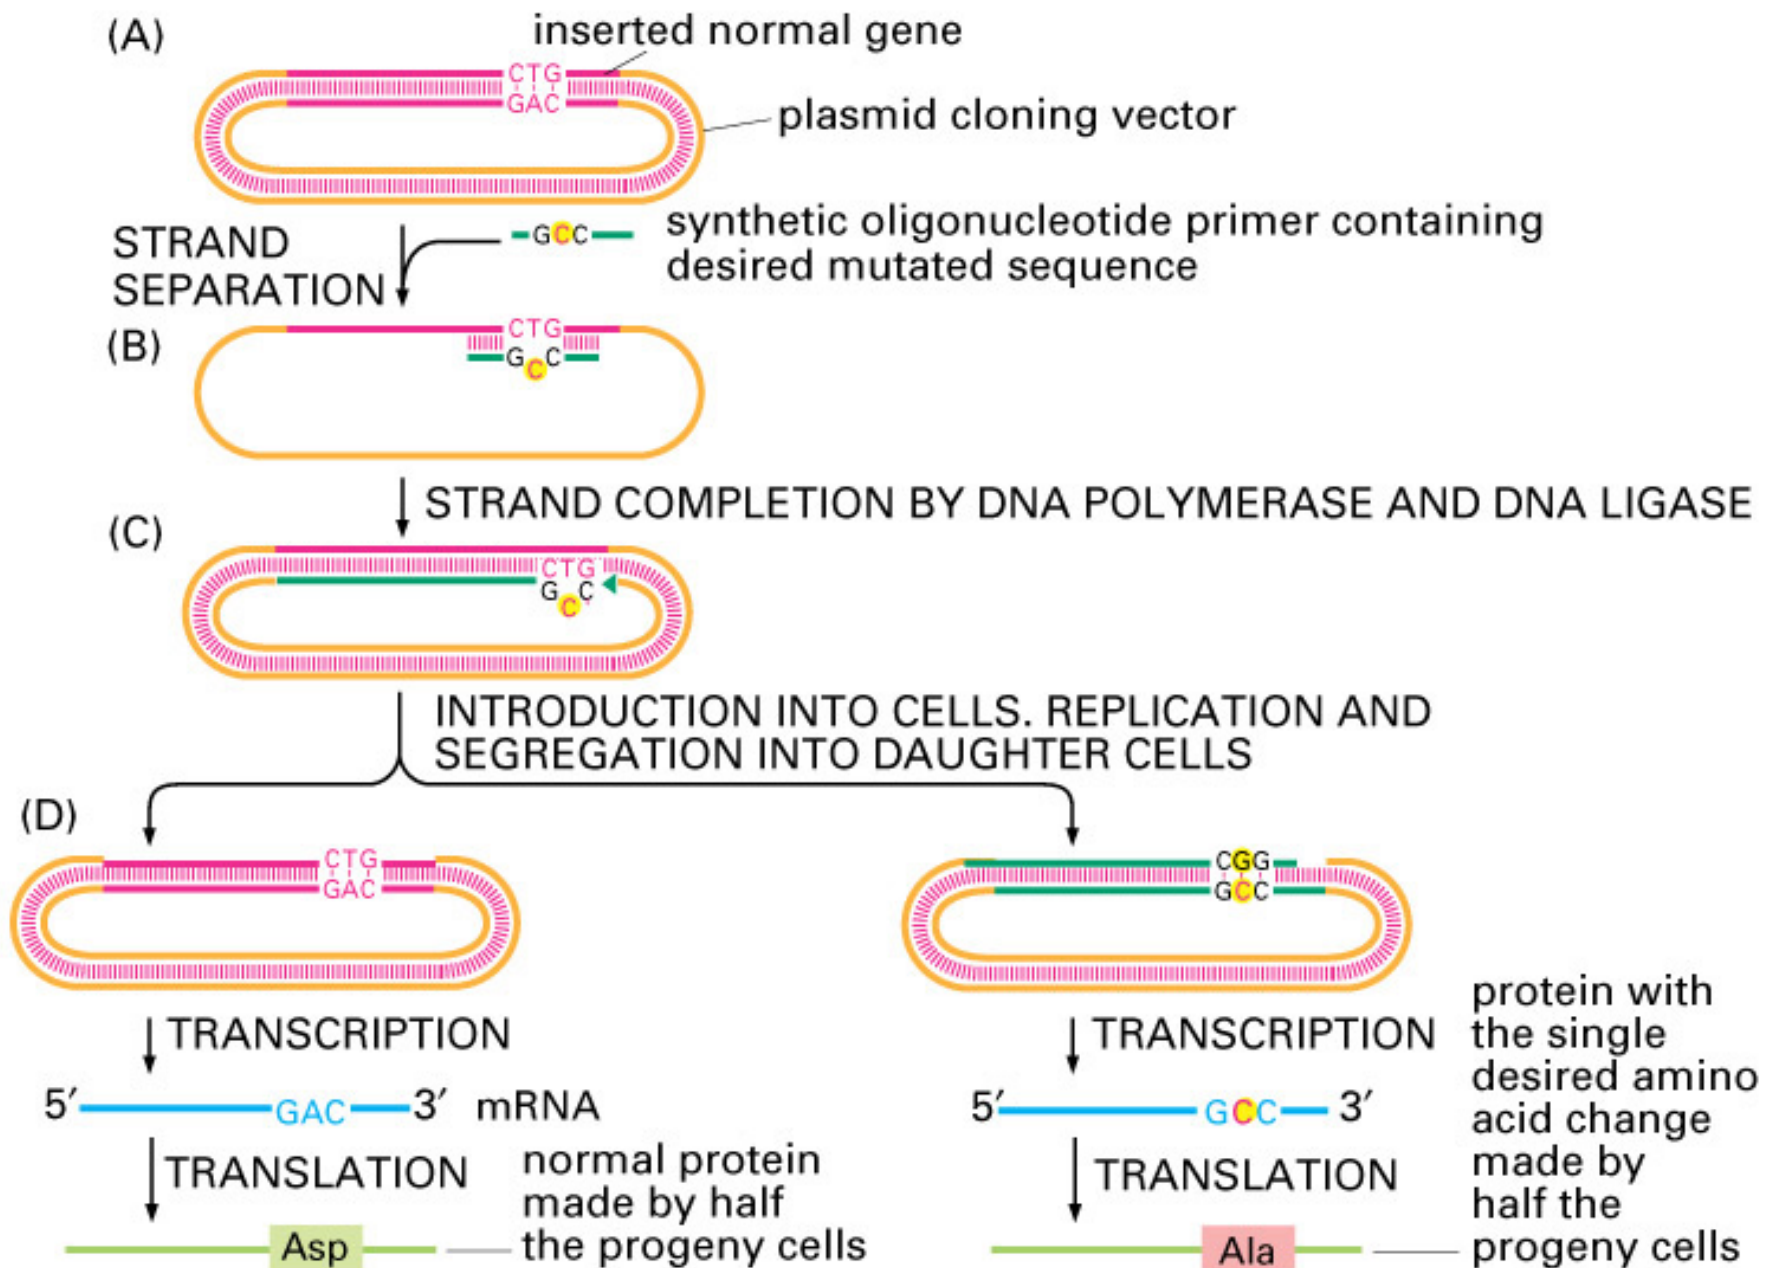 (A)
inserted normal gene
CTG
GAC
plasmid cloning vector
STRAND
SEPARATION
GCC
synthetic oligonucleotide primer containing
desired mutated sequence
(B)
CTG
GCC
STRAND COMPLETION BY DNA POLYMERASE AND DNA LIGASE
(C)
CTG
GCC
INTRODUCTION INTO CELLS. REPLICATION AND
SEGREGATION INTO DAUGHTER CELLS
(D)
CTG
GAC
TRANSCRIPTION
5′ GAC 3′ mRNA
TRANSLATION
Asp
normal protein
made by half
the progeny cells
CGG
GCC
TRANSCRIPTION
5′ GCC 3′
TRANSLATION
Ala
protein with
the single
desired amino
acid change
made by
half the
progeny cells